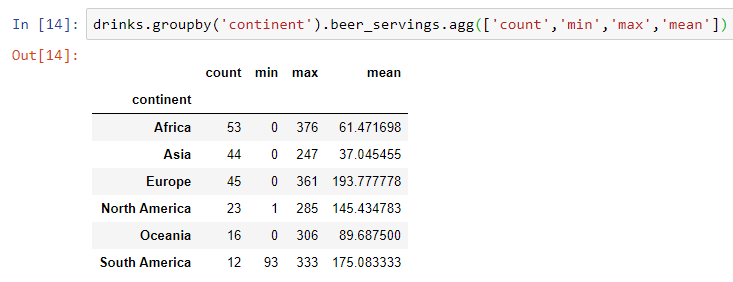 In [14]: drinks.groupby('continent').beer_servings.agg(['count','min','max','mean'])
Out[14]:
count min max mean
continent
Africa 53 0 376 61.471698
Asia 44 0 247 37.045455
Europe 45 0 361 193.777778
North America 23 1 285 145.434783
Oceania 16 0 306 89.687500
South America 12 93 333 175.083333